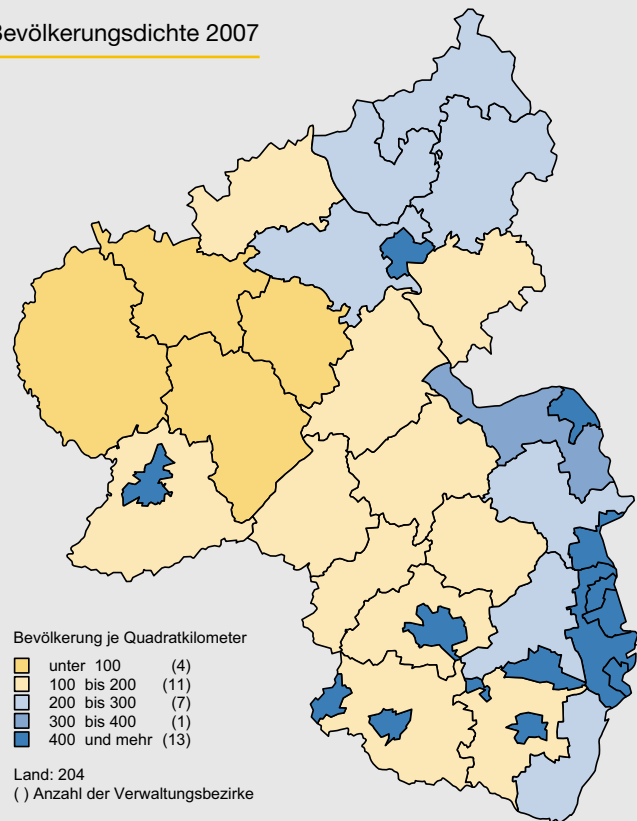 Bevölkerungsdichte 2007
Bevölkerung je Quadratkilometer
unter 100 (4)
100 bis 200 (11)
200 bis 300 (7)
300 bis 400 (1)
400 und mehr (13)
Land: 204
( ) Anzahl der Verwaltungsbezirke